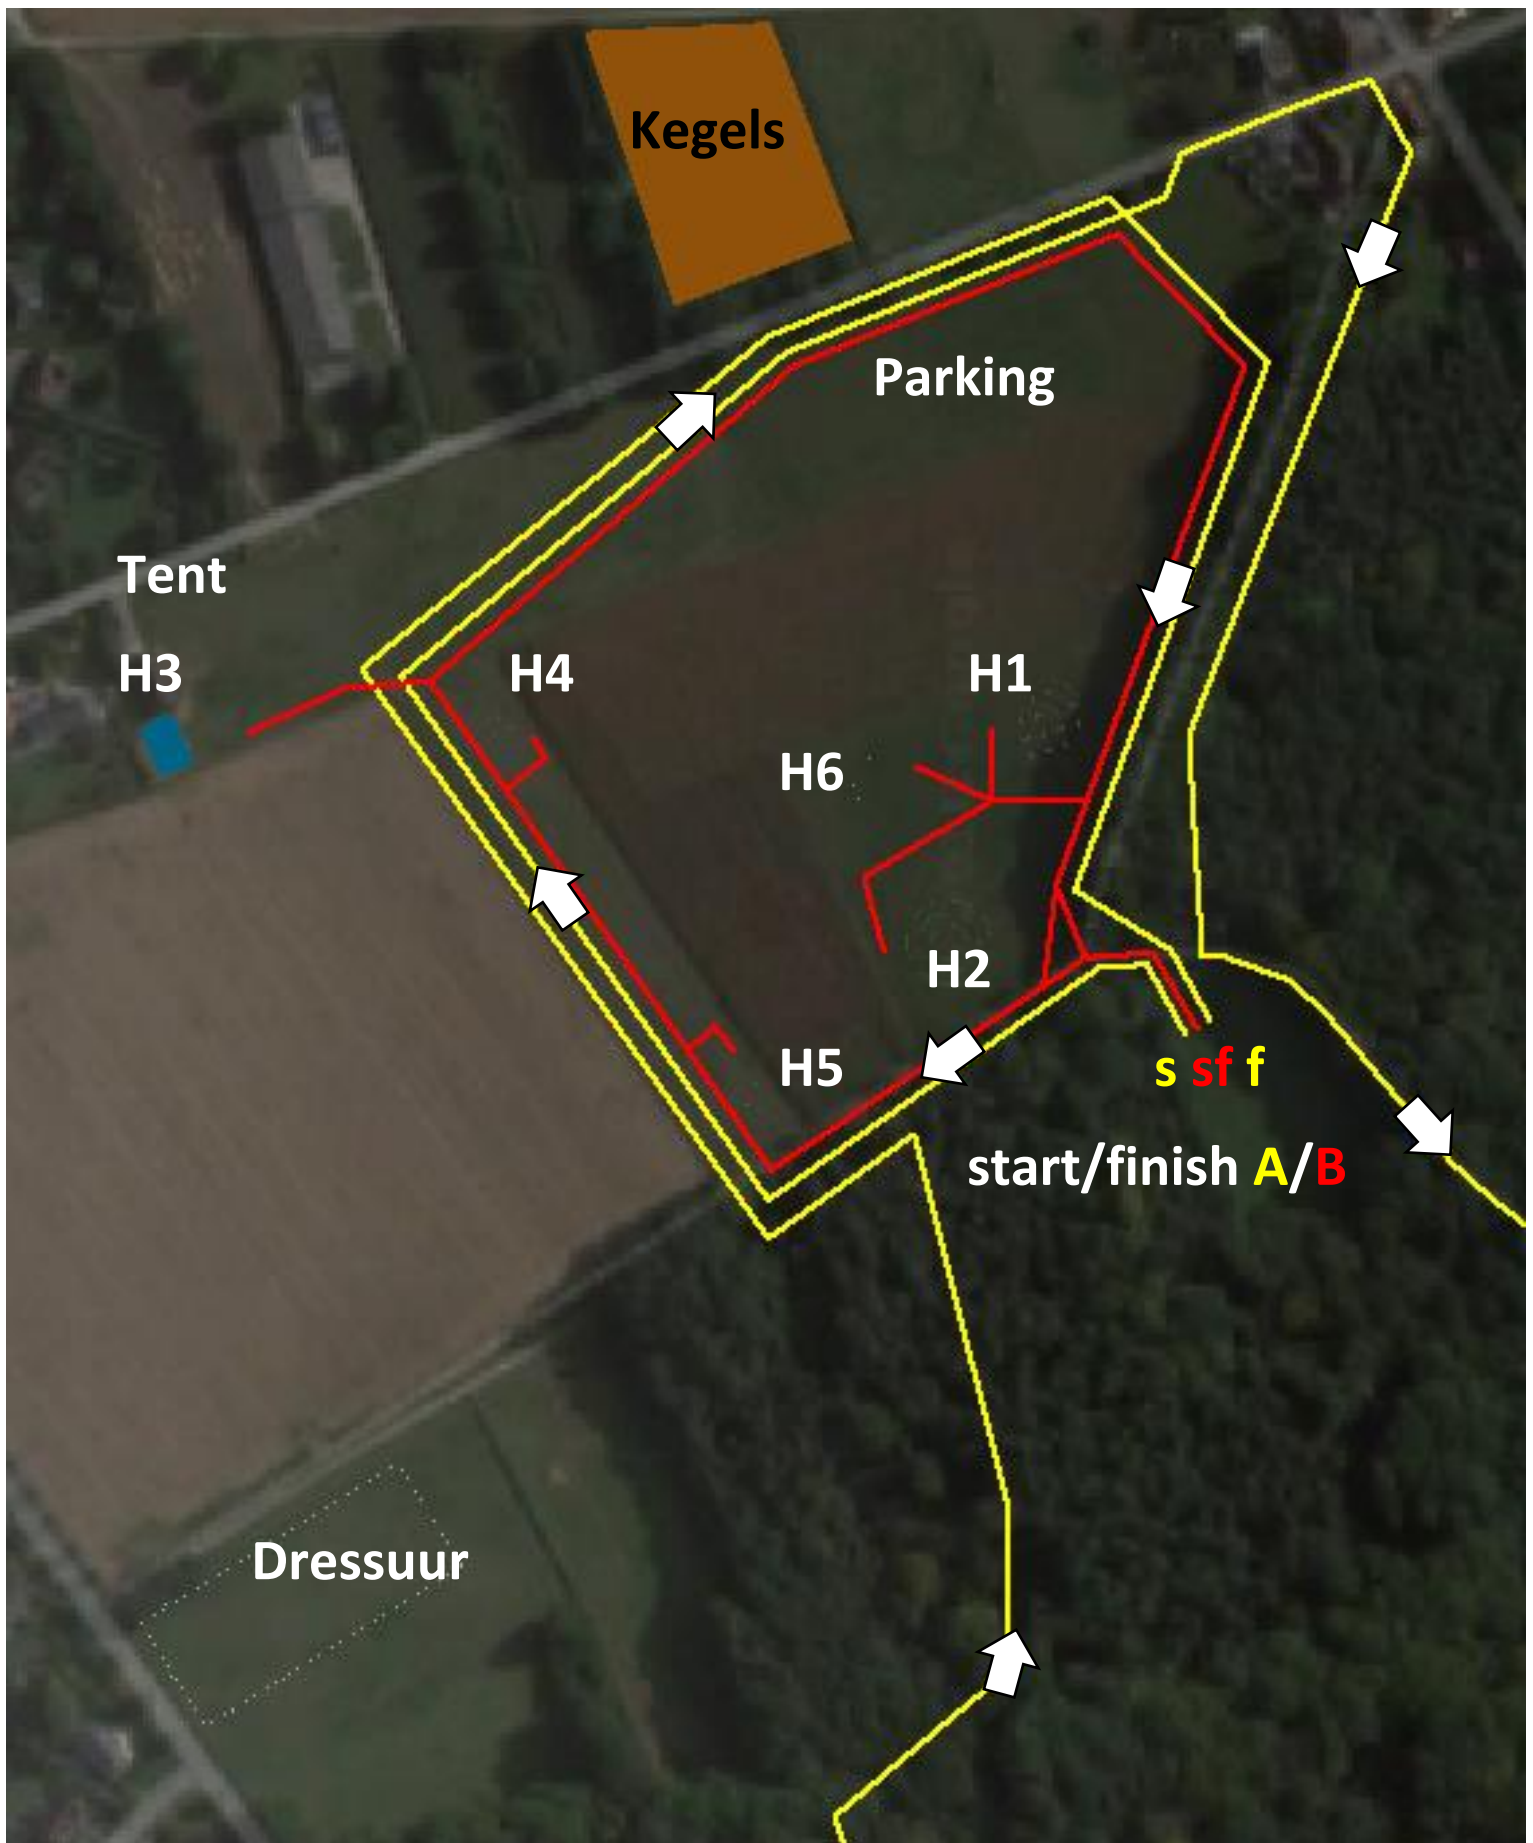 Kegels
Parking
Tent
H3
H4
H1
H6
H2
H5
s sf f
start/finish A/B
Dressuur